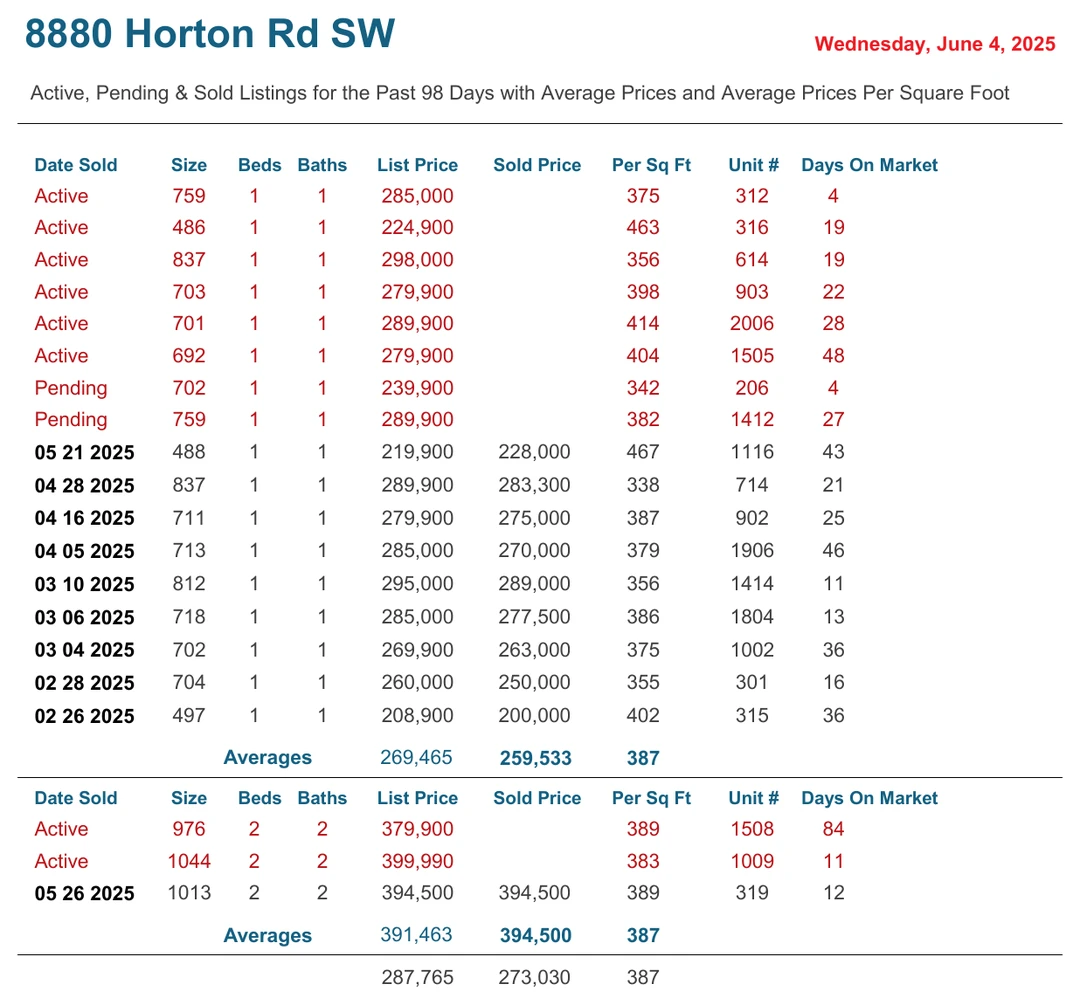 8880 Horton Rd SW
Wednesday, June 4, 2025
Active, Pending & Sold Listings for the Past 98 Days with Average Prices and Average Prices Per Square Foot
Date Sold Size Beds Baths List Price Sold Price Per Sq Ft Unit # Days On Market
Active 759 1 1 285,000 375 312 4
Active 486 1 1 224,900 463 316 19
Active 837 1 1 298,000 356 614 19
Active 703 1 1 279,900 398 903 22
Active 701 1 1 289,900 414 2006 28
Active 692 1 1 279,900 404 1505 48
Pending 702 1 1 239,900 342 206 4
Pending 759 1 1 289,900 382 1412 27
05 21 2025 488 1 1 219,900 228,000 467 1116 43
04 28 2025 837 1 1 289,900 283,300 338 714 21
04 16 2025 711 1 1 279,900 275,000 387 902 25
04 05 2025 713 1 1 285,000 270,000 379 1906 46
03 10 2025 812 1 1 295,000 289,000 356 1414 11
03 06 2025 718 1 1 285,000 277,500 386 1804 13
03 04 2025 702 1 1 269,900 263,000 375 1002 36
02 28 2025 704 1 1 260,000 250,000 355 301 16
02 26 2025 497 1 1 208,900 200,000 402 315 36
Averages 269,465 259,533 387
Date Sold Size Beds Baths List Price Sold Price Per Sq Ft Unit # Days On Market
Active 976 2 2 379,900 389 1508 84
Active 1044 2 2 399,990 383 1009 11
05 26 2025 1013 2 2 394,500 394,500 389 319 12
Averages 391,463 394,500 387
287,765 273,030 387